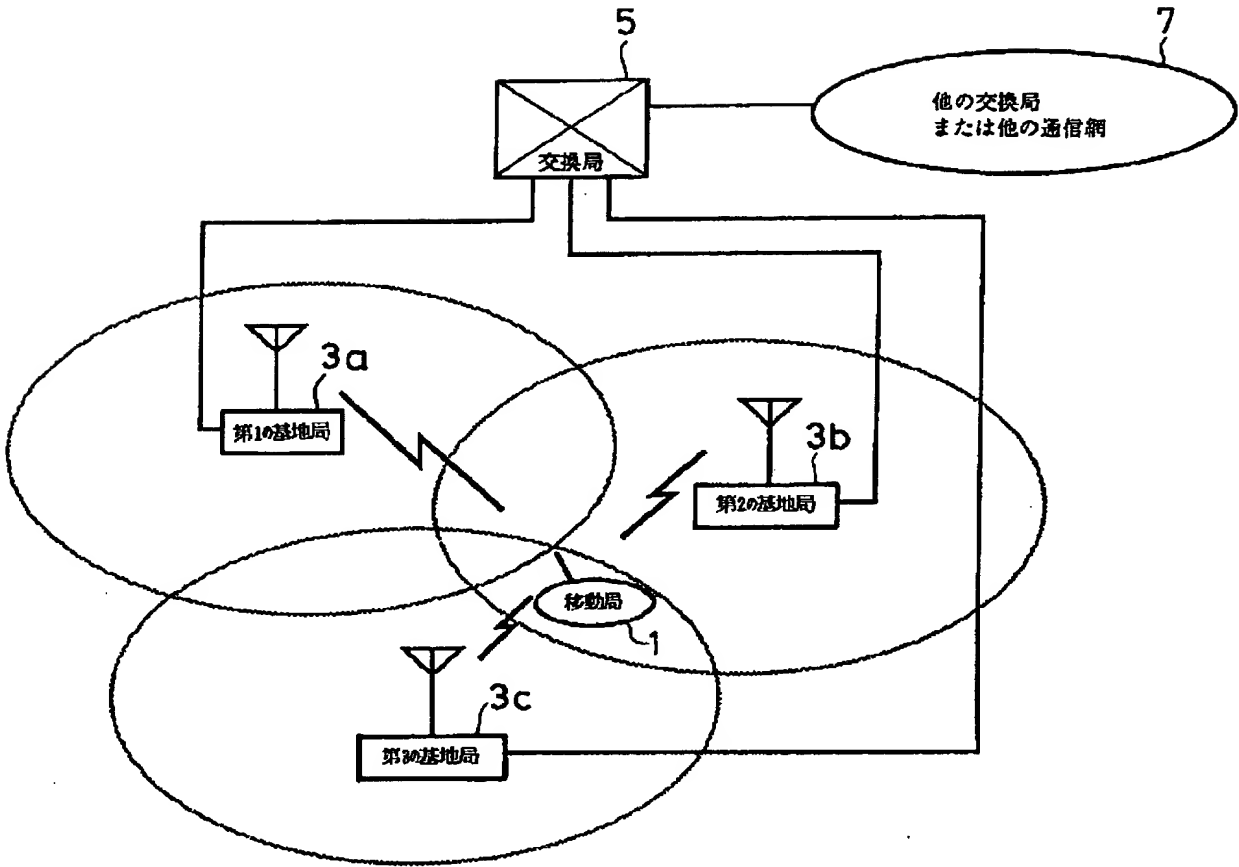 5
7
他の交換局
または他の通信網
交換局
3a
第1の基地局
3b
第2の基地局
移動局
1
3c
第3の基地局